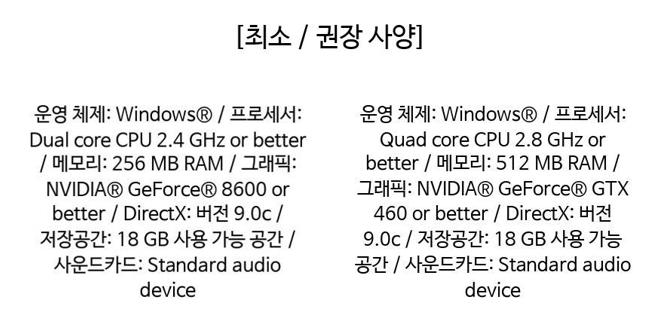 [최소 / 권장 사양]
운영 체제: Windows® / 프로세서:
Dual core CPU 2.4 GHz or better
/ 메모리: 256 MB RAM / 그래픽:
NVIDIA® GeForce® 8600 or
better / DirectX: 버전 9.0c /
저장공간: 18 GB 사용 가능 공간 /
사운드카드: Standard audio
device
운영 체제: Windows® / 프로세서:
Quad core CPU 2.8 GHz or
better / 메모리: 512 MB RAM /
그래픽: NVIDIA® GeForce® GTX
460 or better / DirectX: 버전
9.0c / 저장공간: 18 GB 사용 가능
공간 / 사운드카드: Standard audio
device